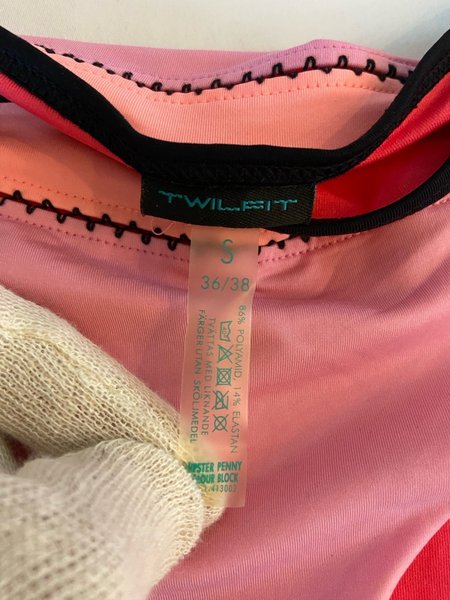 TWILFIT
S
36/38
86% POLYAMID, 14% ELASTAN
TVÄTTAS MED LIKNANDE
FÄRGER UTAN SKÖLJMEDEL
PENNY
BLOCK